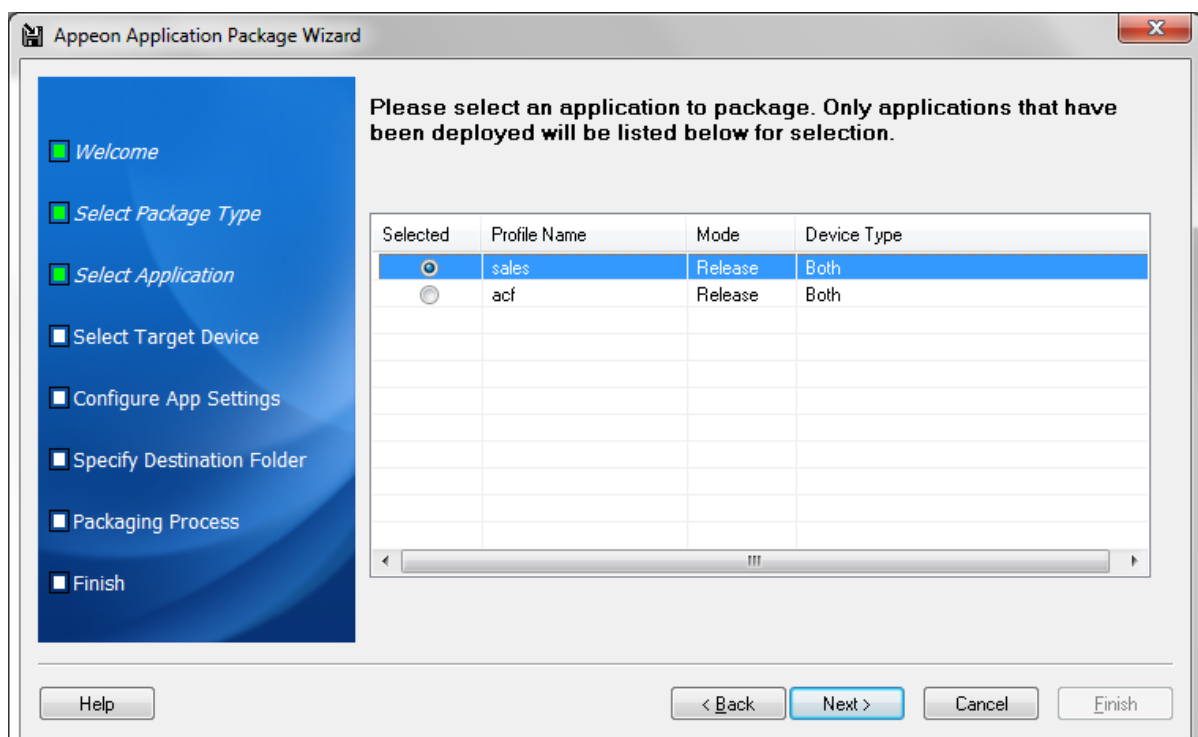 Appeon Application Package Wizard
x
Welcome
Select Package Type
Select Application
Select Target Device
Configure App Settings
Specify Destination Folder
Packaging Process
Finish
Please select an application to package. Only applications that have
been deployed will be listed below for selection.
Selected Profile Name Mode Device Type
sales Release Both
acf Release Both
Help < Back Next > Cancel Finish